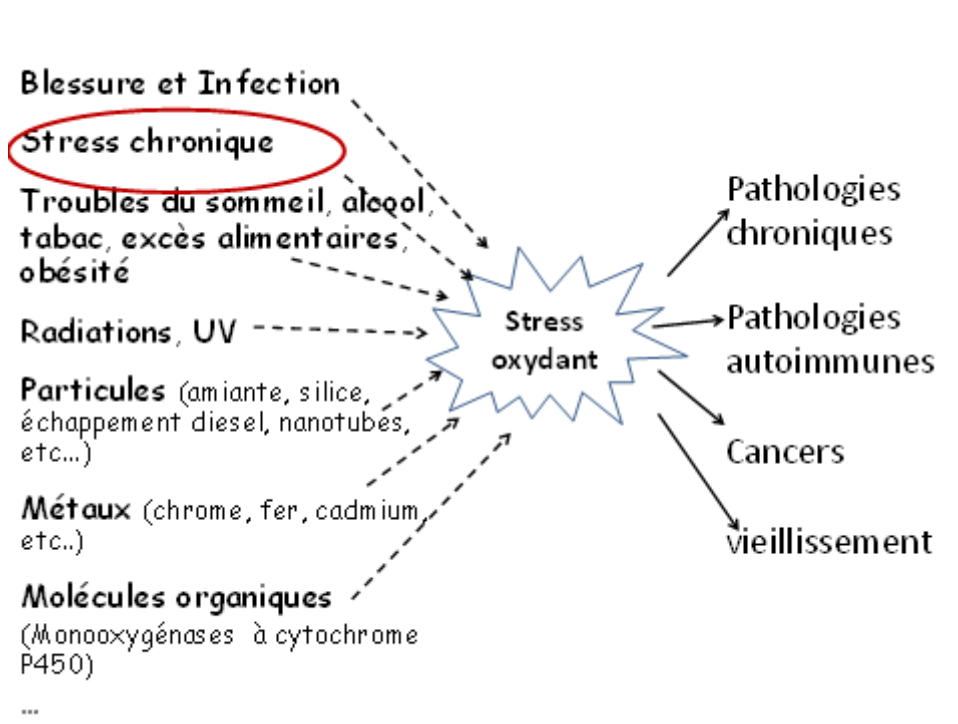 Blessure et Infection
Stress chronique
Troubles du sommeil, alcool,
tabac, excès alimentaires,
obésité
Radiations, UV
Particules (amiante, silice,
échappement diesel, nanotubes,
etc...)
Métaux (chrome, fer, cadmium,
etc..)
Molécules organiques
(Monooxygénases à cytochrome
P450)
...
Stress
oxydant
Pathologies
chroniques
Pathologies
autoimmunes
Cancers
vieillissement